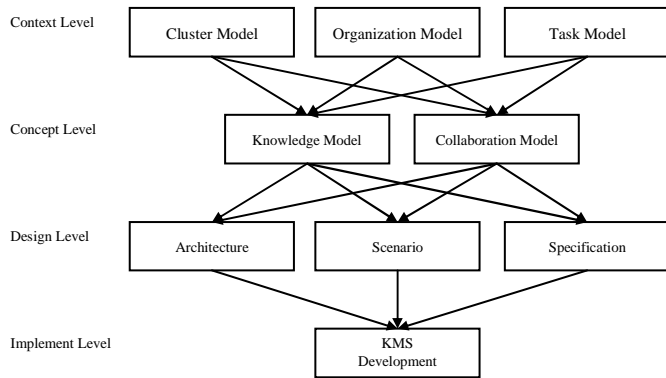 Context Level
Cluster Model
Organization Model
Task Model
Concept Level
Knowledge Model
Collaboration Model
Design Level
Architecture
Scenario
Specification
Implement Level
KMS
Development